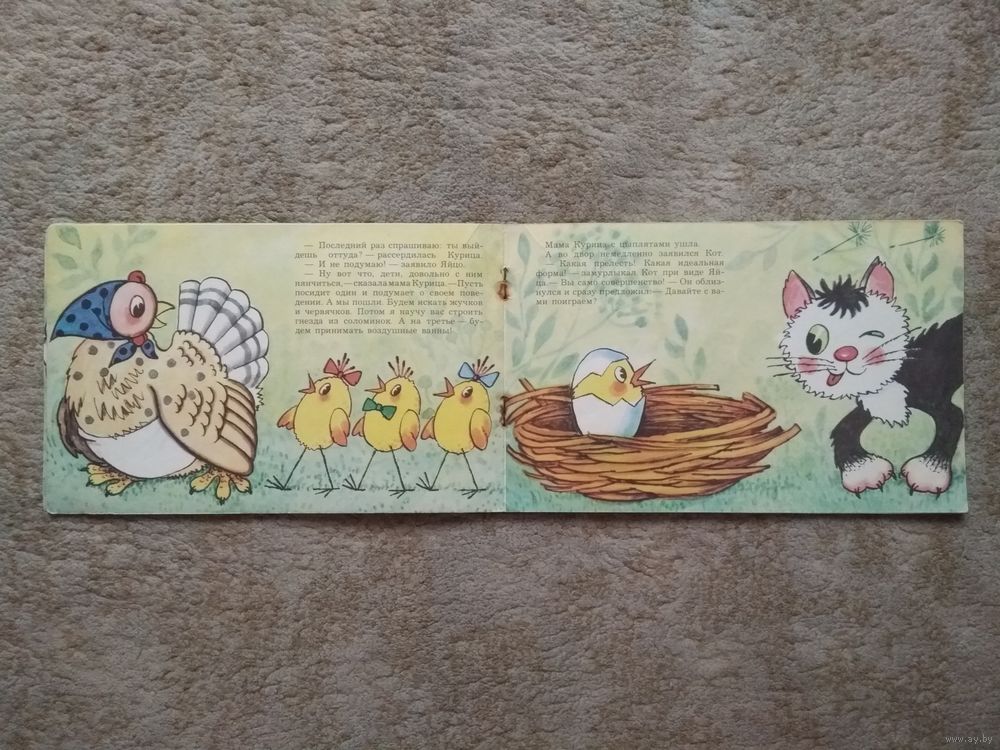 — Последний раз спрашиваю: ты вый-
дешь оттуда? — рассердилась Курица.
— И не подумаю! — заявило Яйцо.
— Ну вот что, дети, довольно с ним
нянчиться,— сказала мама Курица.— Пусть
посидит один и подумает о своем пове-
дении. А мы пошли. Будем искать жучков
и червячков. Потом я научу вас строить
гнезда из соломинок. А на третье — бу-
дем принимать воздушные ванны!
Мама Курица с цыплятами ушла.
А во двор немедленно заявился Кот.
— Какая прелесть! Какая идеальная
форма! — замурлыкал Кот при виде Яй-
ца.— Вы само совершенство! — Он облиз-
нулся и сразу предложил: — Давайте с ва-
ми поиграем?
www.ay.by